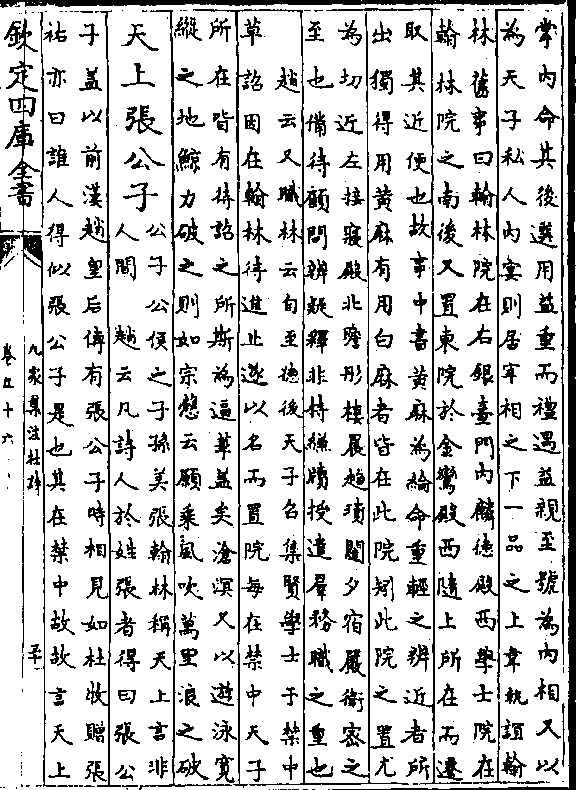 掌内命其後選用益重而禮遇益親至號為内相又以
為天子私人内宴則居宰相之下一品之上韋執誼翰
林舊事曰翰林院在右銀臺門内麟德殿西學士院在
翰林院之南後又置東院於金鑾殿西隨上所在而遷
取其近便也故事中書黄麻為綸命重輕之辨近者所
出獨得用黄麻有用白麻者皆在此院矧此院之置尤
為切近左接寢殿北瞻彤樓晨趨瑣闥夕宿嚴衛密之
至也備待顧問辨疑釋非持縑牘授遣羣務職之重也
趙云又職林云自至德後天子召集賢學士于禁中
草詔因在翰林待進止遂以名而置院每在禁中天子
所在皆有待詔之所斯為逼華蓋矣滄溟又以遊泳寛
縱之地鯨力破之則如宗慤云願乘風吹萬里浪之破
天上張公子公子公侯之子孫美張翰林稱天上言非
人間　趙云凡詩人於姓張者得曰張公
子蓋以前漢趙皇后傳有張公子時相見如杜牧贈張
祐亦曰誰人得似張公子是也其在禁中故故言天上
欽定四庫全書
九家集注杜詩
卷五十六